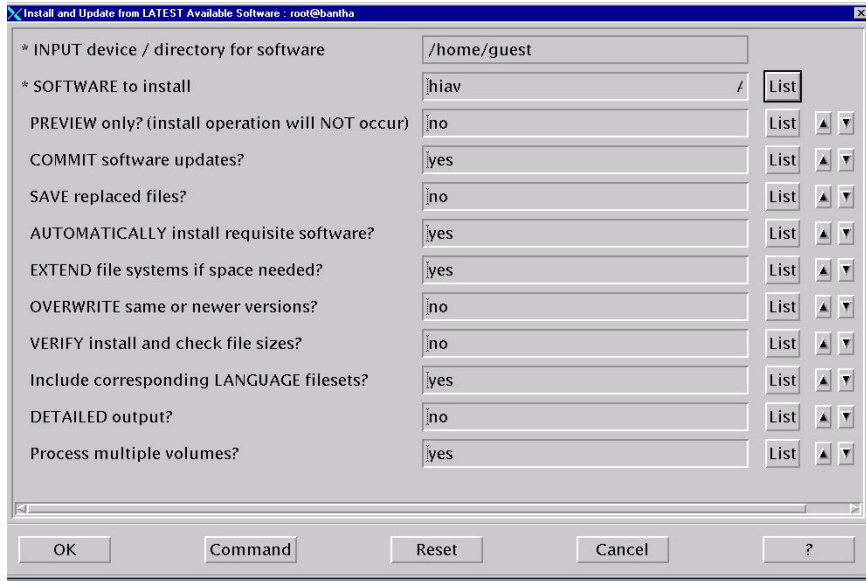 Install and Update from LATEST Available Software : root@bantha
* INPUT device / directory for software /home/guest
* SOFTWARE to install hiav List
PREVIEW only? (install operation will NOT occur) no List
COMMIT software updates? yes List
SAVE replaced files? no List
AUTOMATICALLY install requisite software? yes List
EXTEND file systems if space needed? yes List
OVERWRITE same or newer versions? no List
VERIFY install and check file sizes? no List
Include corresponding LANGUAGE filesets? yes List
DETAILED output? no List
Process multiple volumes? yes List
OK Command Reset Cancel ?